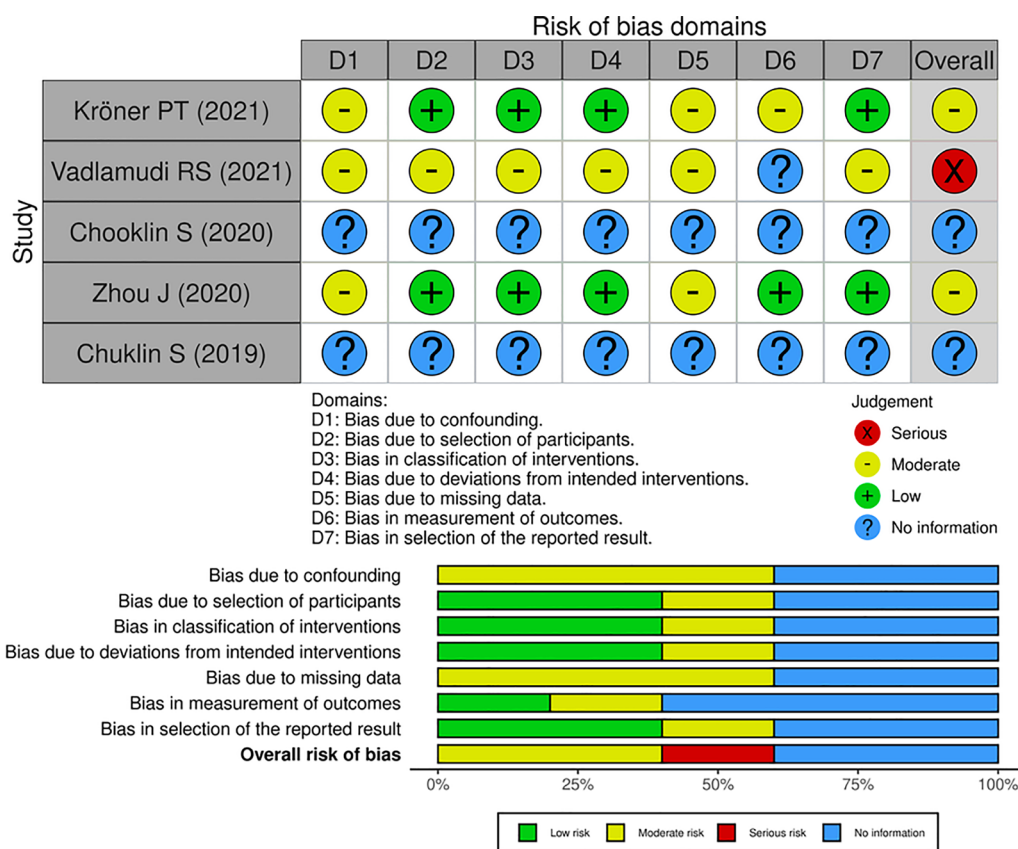 Risk of bias domains
D1 D2 D3 D4 D5 D6 D7 Overall
Study
Kröner PT (2021) - + + + - - + -
Vadlamudi RS (2021) - - - - - ? - X
Chooklin S (2020) ? ? ? ? ? ? ? ?
Zhou J (2020) - + + + - + + -
Chuklin S (2019) ? ? ? ? ? ? ? ?
Domains:
D1: Bias due to confounding.
D2: Bias due to selection of participants.
D3: Bias in classification of interventions.
D4: Bias due to deviations from intended interventions.
D5: Bias due to missing data.
D6: Bias in measurement of outcomes.
D7: Bias in selection of the reported result.
Judgement
X Serious
- Moderate
+ Low
? No information
Bias due to confounding
Bias due to selection of participants
Bias in classification of interventions
Bias due to deviations from intended interventions
Bias due to missing data
Bias in measurement of outcomes
Bias in selection of the reported result
Overall risk of bias
0% 25% 50% 75% 100%
Low risk Moderate risk Serious risk No information